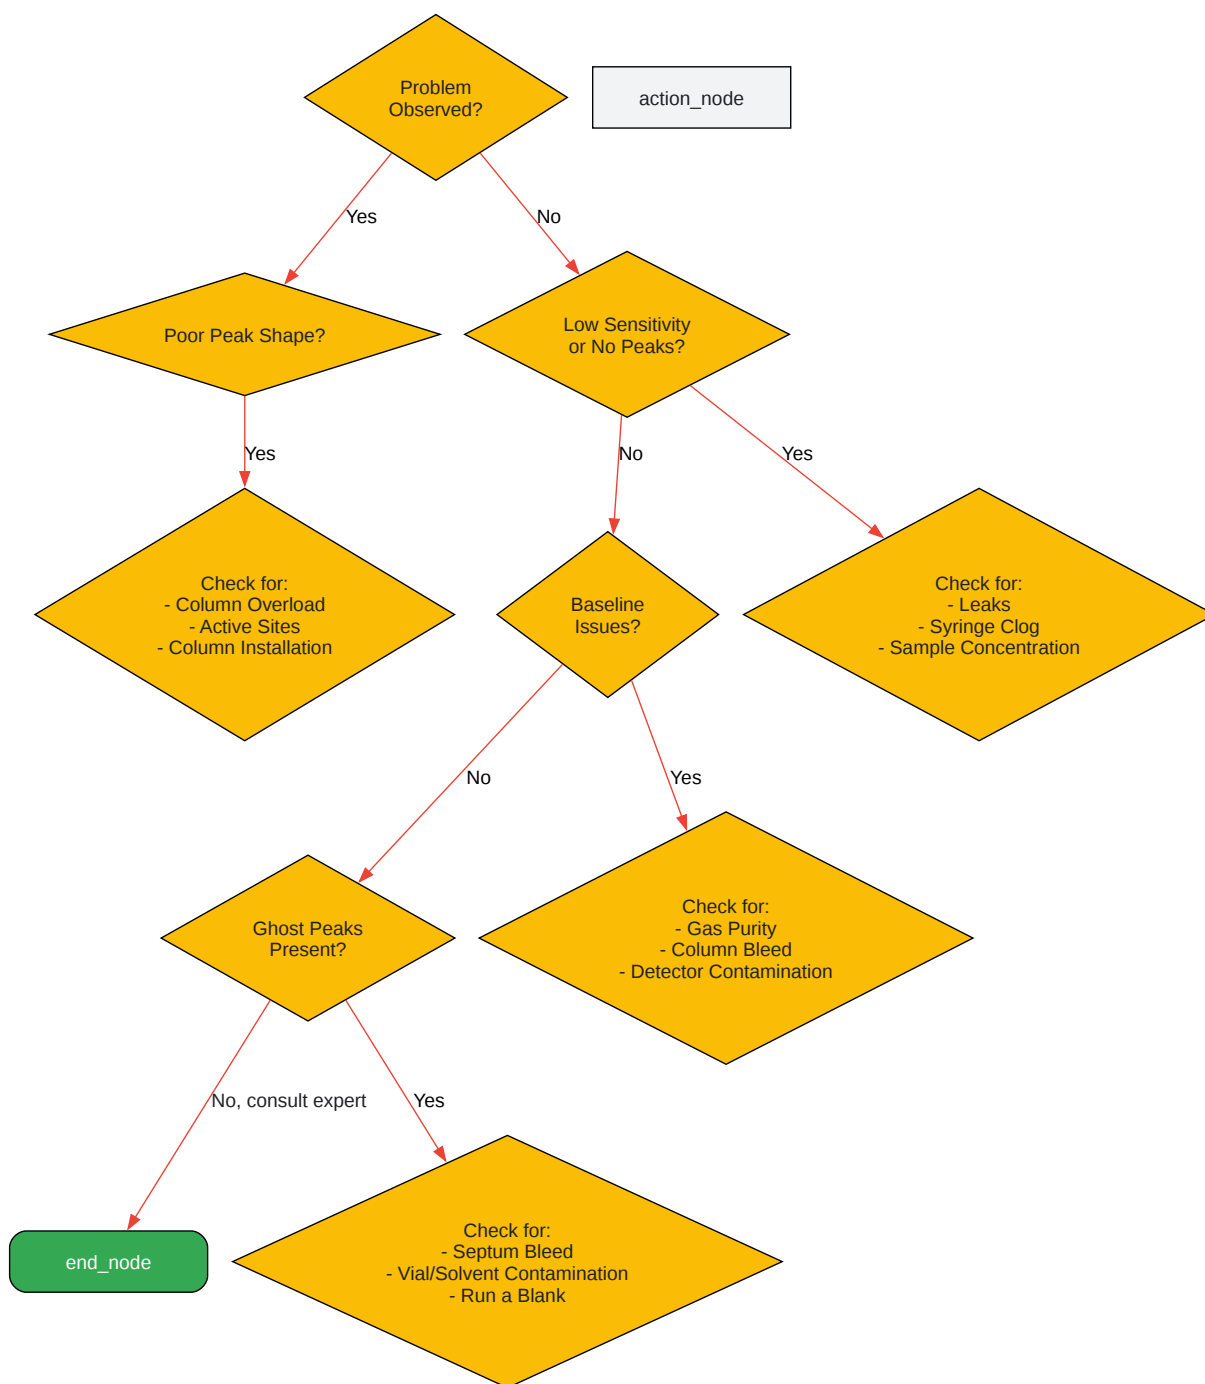 Problem
Observed?
action_node
Yes
No
Poor Peak Shape?
Low Sensitivity
or No Peaks?
Yes
No
Yes
Check for:
- Column Overload
- Active Sites
- Column Installation
Baseline
Issues?
Check for:
- Leaks
- Syringe Clog
- Sample Concentration
No
Yes
Ghost Peaks
Present?
Check for:
- Gas Purity
- Column Bleed
- Detector Contamination
No, consult expert
Yes
end_node
Check for:
- Septum Bleed
- Vial/Solvent Contamination
- Run a Blank